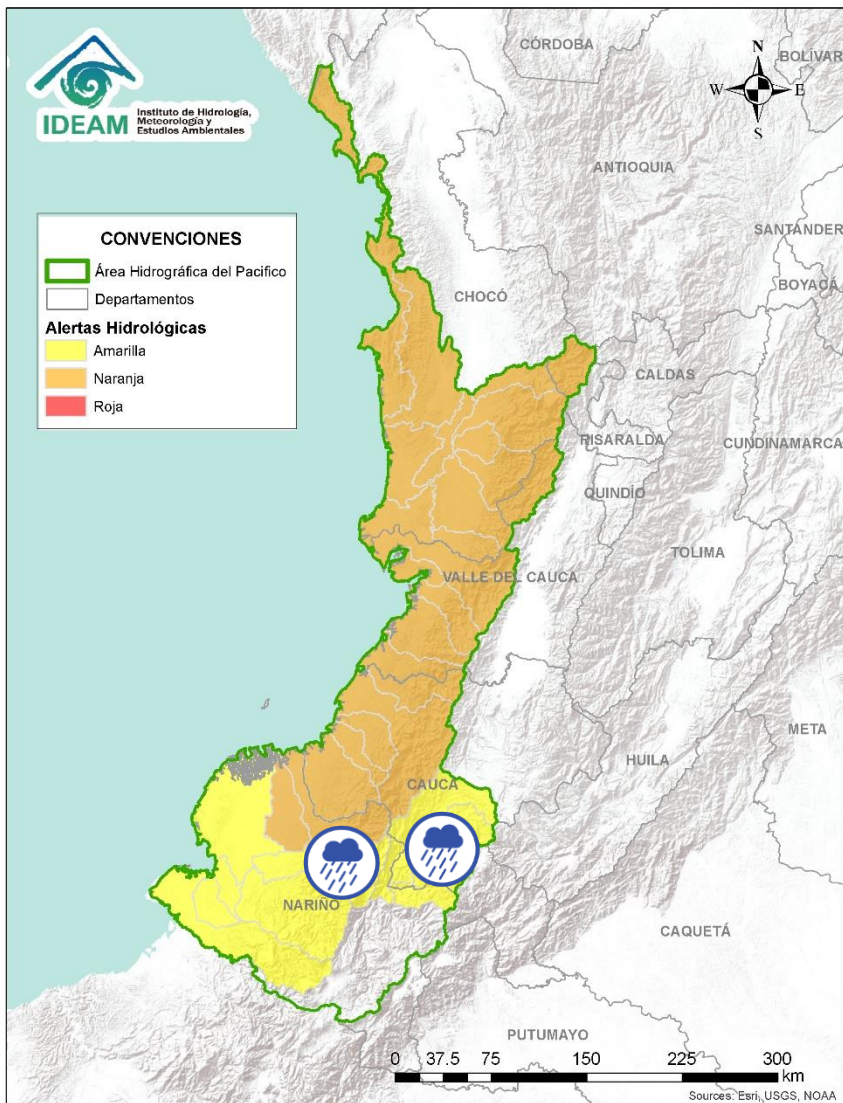 IDEAM
Instituto de Hidrología,
Meteorología y
Estudios Ambientales
CÓRDOBA
BOLÍVAR
N
W
E
S
ANTIOQUIA
SANTANDER
BOYACÁ
CONVENCIONES
Área Hidrográfica del Pacifico
Departamentos
Alertas Hidrológicas
Amarilla
Naranja
Roja
CHOCÓ
CALDAS
RISARALDA
CUNDINAMARCA
QUINDÍO
TOLIMA
VALLE DEL CAUCA
META
HUILA
CAUCA
NARIÑO
CAQUETÁ
PUTUMAYO
0 37.5 75 150 225 300
km
Sources: Esri, USGS, NOAA